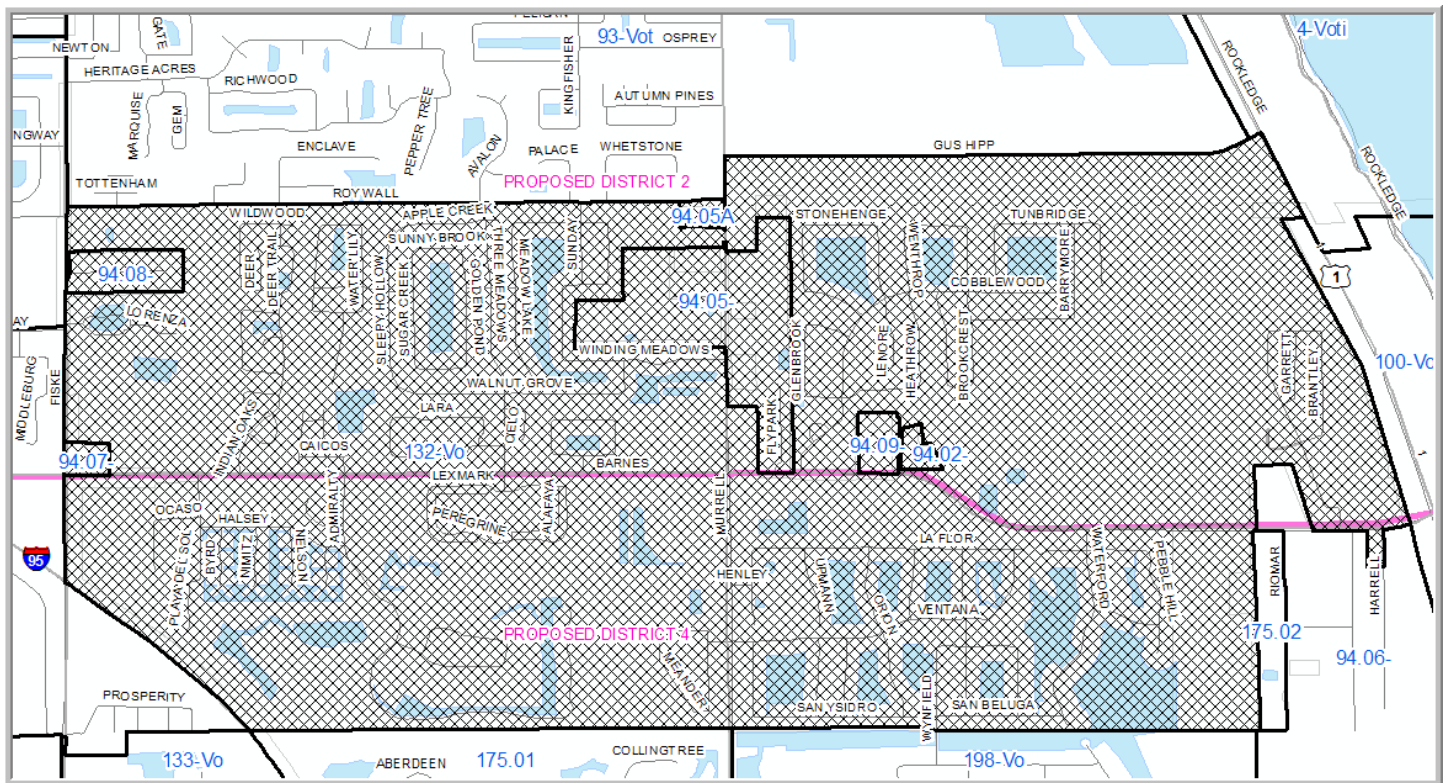 GATE
93-Vot
OSPREY
4-Voti
NEWTON
ROCKLEDGE
HERITAGE ACRES
RICHWOOD
KINGFISHER
AUTUMN PINES
MARQUISE
GEM
PEPPER TREE
NGWAY
ENCLAVE
AVALON
PALACE
WHETSTONE
GUS HIPP
ROCKLEDGE
TOTTENHAM
ROY WALL
PROPOSED DISTRICT 2
WILDWOOD
APPLE CREEK
94.05A
STONEHENGE
TUNBRIDGE
SUNNY BROOK
THREE MEADOWS
MEADOW LAKE
SUNDAY
WENTHROP
BARRYMORE
DEER
DEER TRAIL
WATER LILY
SLEEPY HOLLOW
SUGAR CREEK
GOLDEN POND
94.08-
1
1
COBBLEWOOD
94.05-
LORENZA
AY
MIDDLEBURG
FISKE
WINDING MEADOWS
GLENBROOK
LENORE
HEATHROW
BROOKCREST
GARRETT
BRANTLEY
100-Vo
WALNUT GROVE
INDIAN OAKS
LARA
CIELO
FLYPARK
CAICOS
132-Vo
94.09-
94.02-
94.07-
LEXMARK
BARNES
1
ADMIRALTY
ALAFAYA
MURRELL
OCASO
HALSEY
PEREGRINE
95
PLAYA DEL SOL
BYRD
NIMITZ
NELSON
LA FLOR
WATERFORD
PEBBLE HILL
HENLEY
UPMANN
ORION
VENTANA
RIOMAR
HARRELL
PROPOSED DISTRICT 4
175.02
94.06-
MEANDER
PROSPERITY
SAN YSIDRO
WYNFIELD
SAN BELUGA
133-Vo
ABERDEEN
175.01
COLLINGTREE
198-Vo